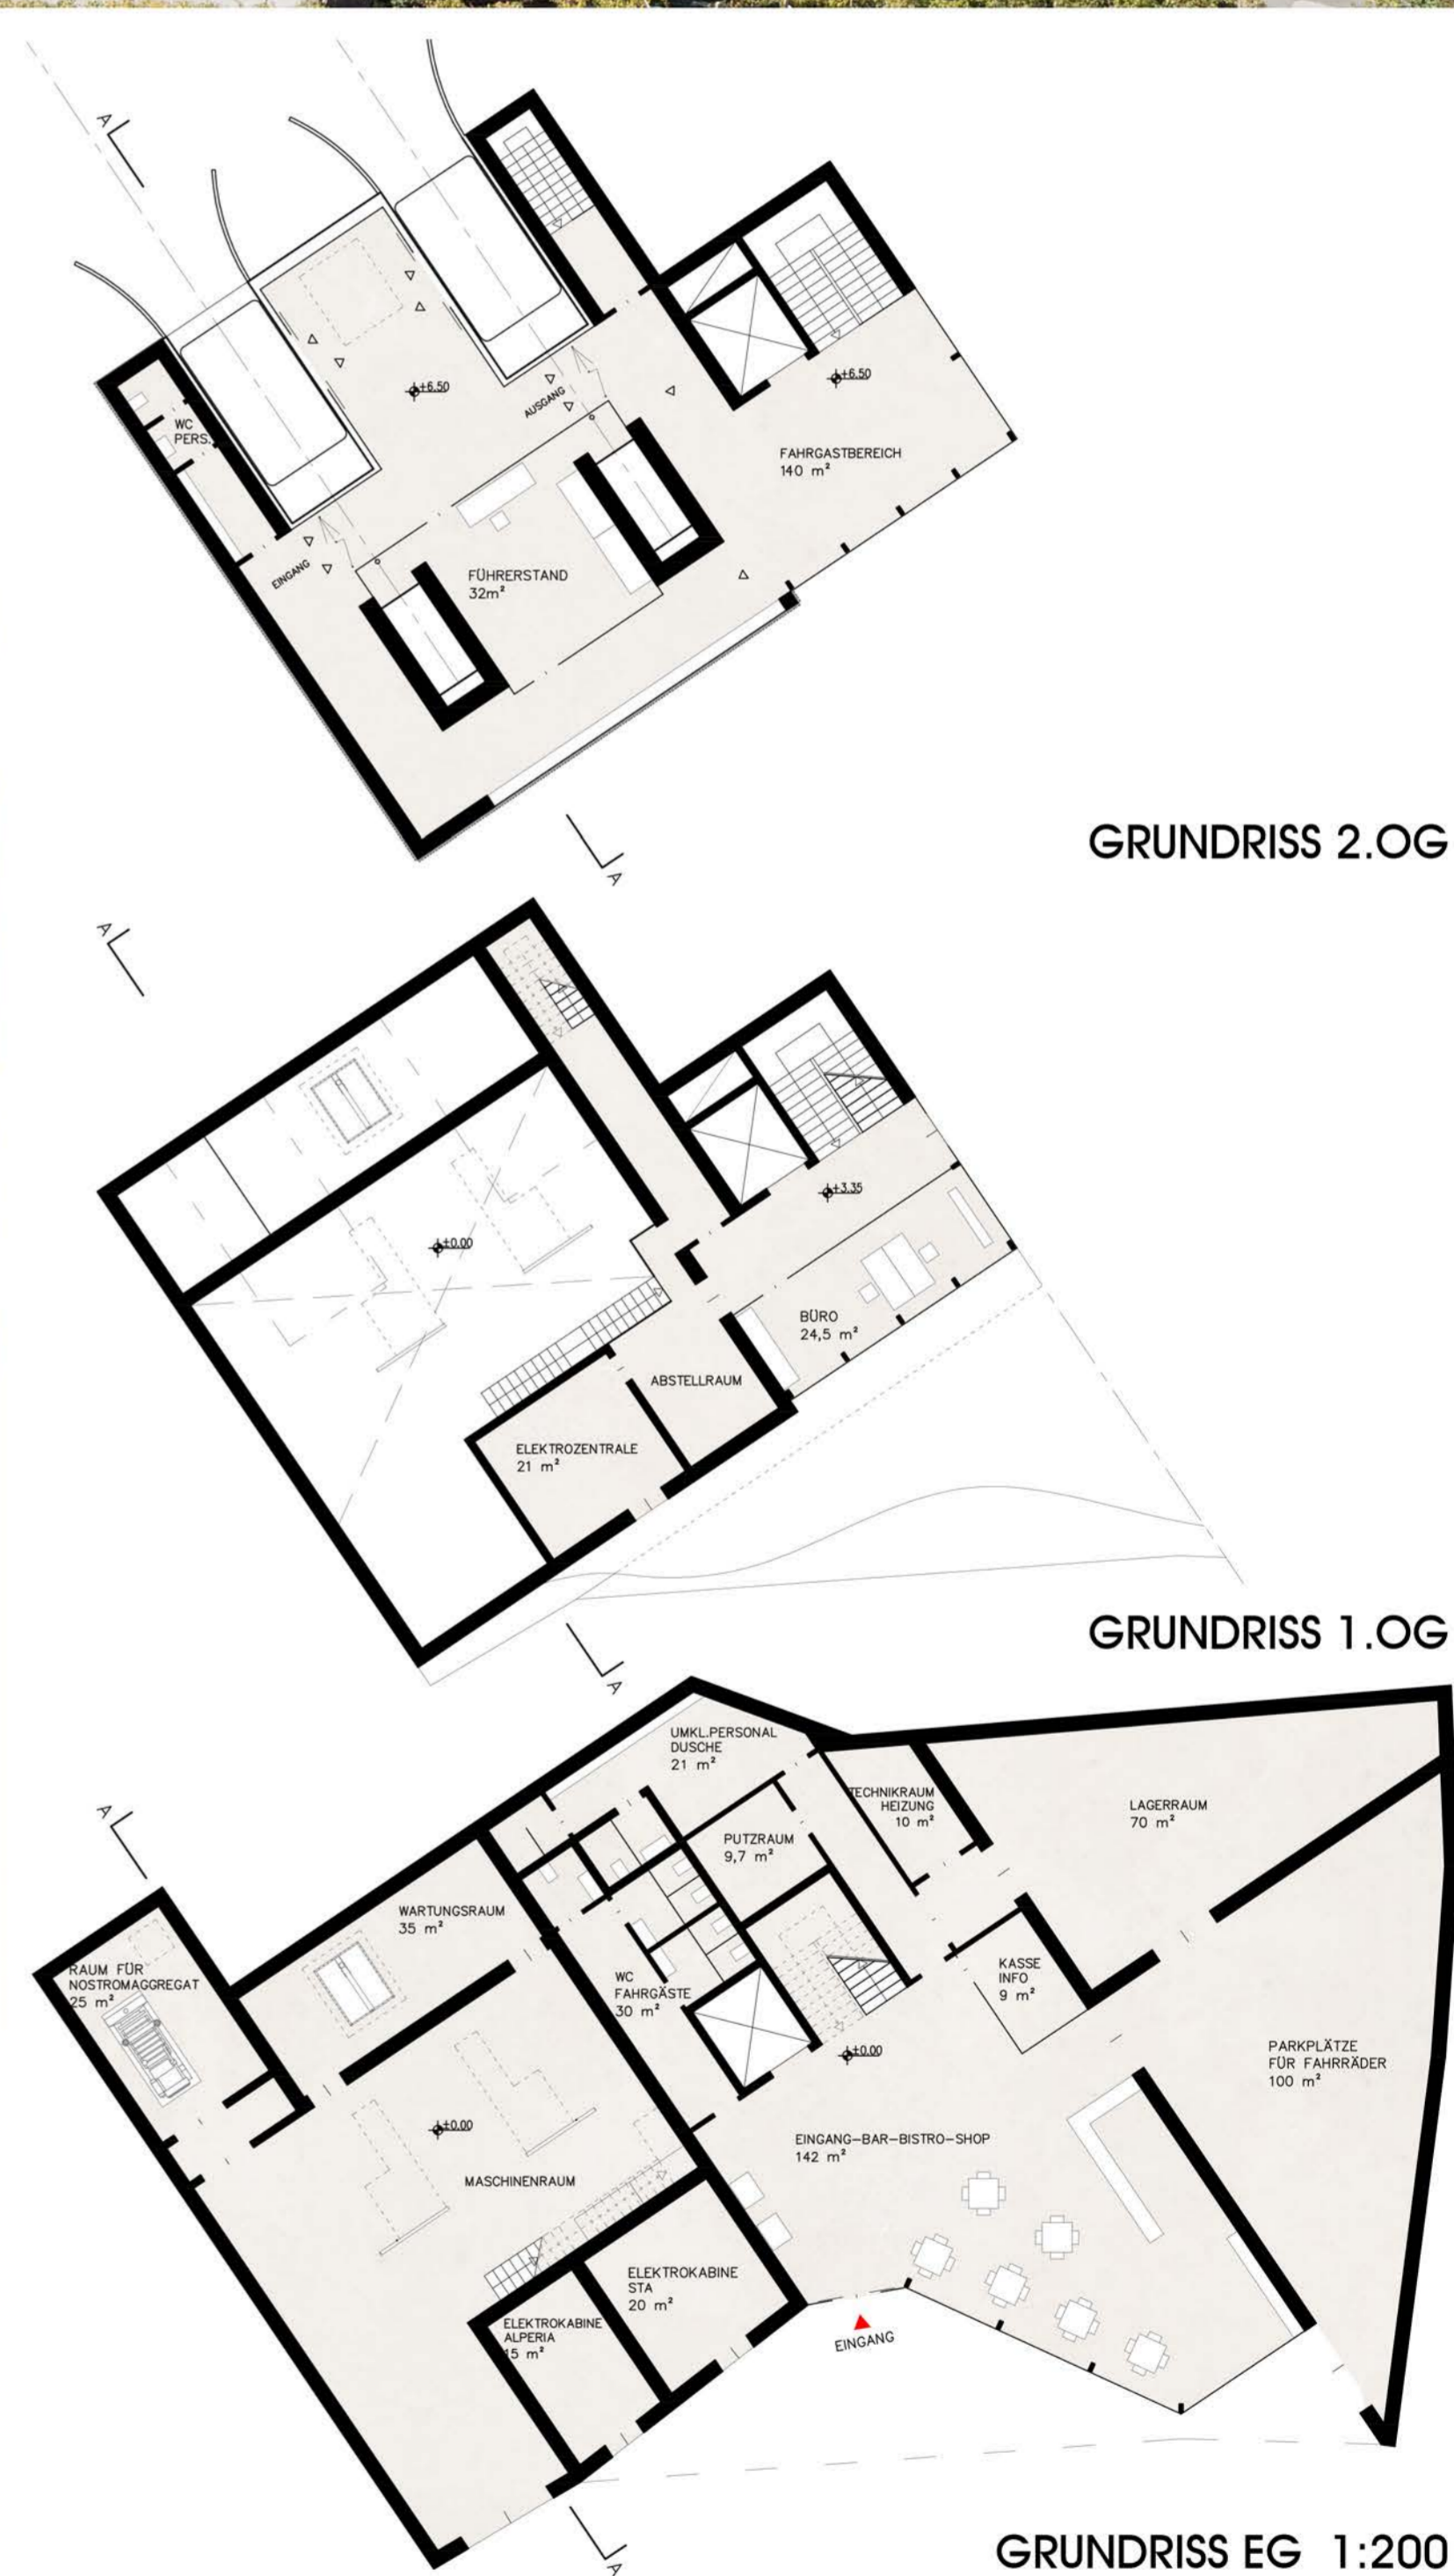 A
WC
PERS.
+6.50
AUSGANG
+6.50
FAHRGASTBEREICH
140 m²
EINGANG
FÜHRERSTAND
32m²
A
GRUNDRISS 2.OG
A
+3.35
±0.00
BÜRO
24,5 m²
ABSTELLRAUM
ELEKTROZENTRALE
21 m²
A
GRUNDRISS 1.OG
UMKL.PERSONAL
DUSCHE
21 m²
TECHNIKRAUM
HEIZUNG
10 m²
LAGERRAUM
70 m²
A
PUTZRAUM
9,7 m²
WARTUNGSRAUM
35 m²
RAUM FÜR
NOSTROMAGGREGAT
25 m²
WC
FAHRGÄSTE
30 m²
KASSE
INFO
9 m²
±0.00
PARKPLÄTZE
FÜR FAHRRÄDER
100 m²
±0.00
EINGANG-BAR-BISTRO-SHOP
142 m²
MASCHINENRAUM
ELEKTROKABINE
STA
20 m²
ELEKTROKABINE
ALPERIA
15 m²
EINGANG
A
GRUNDRISS EG 1:200